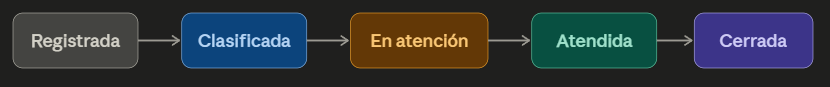 Registrada
Clasificada
En atención
Atendida
Cerrada